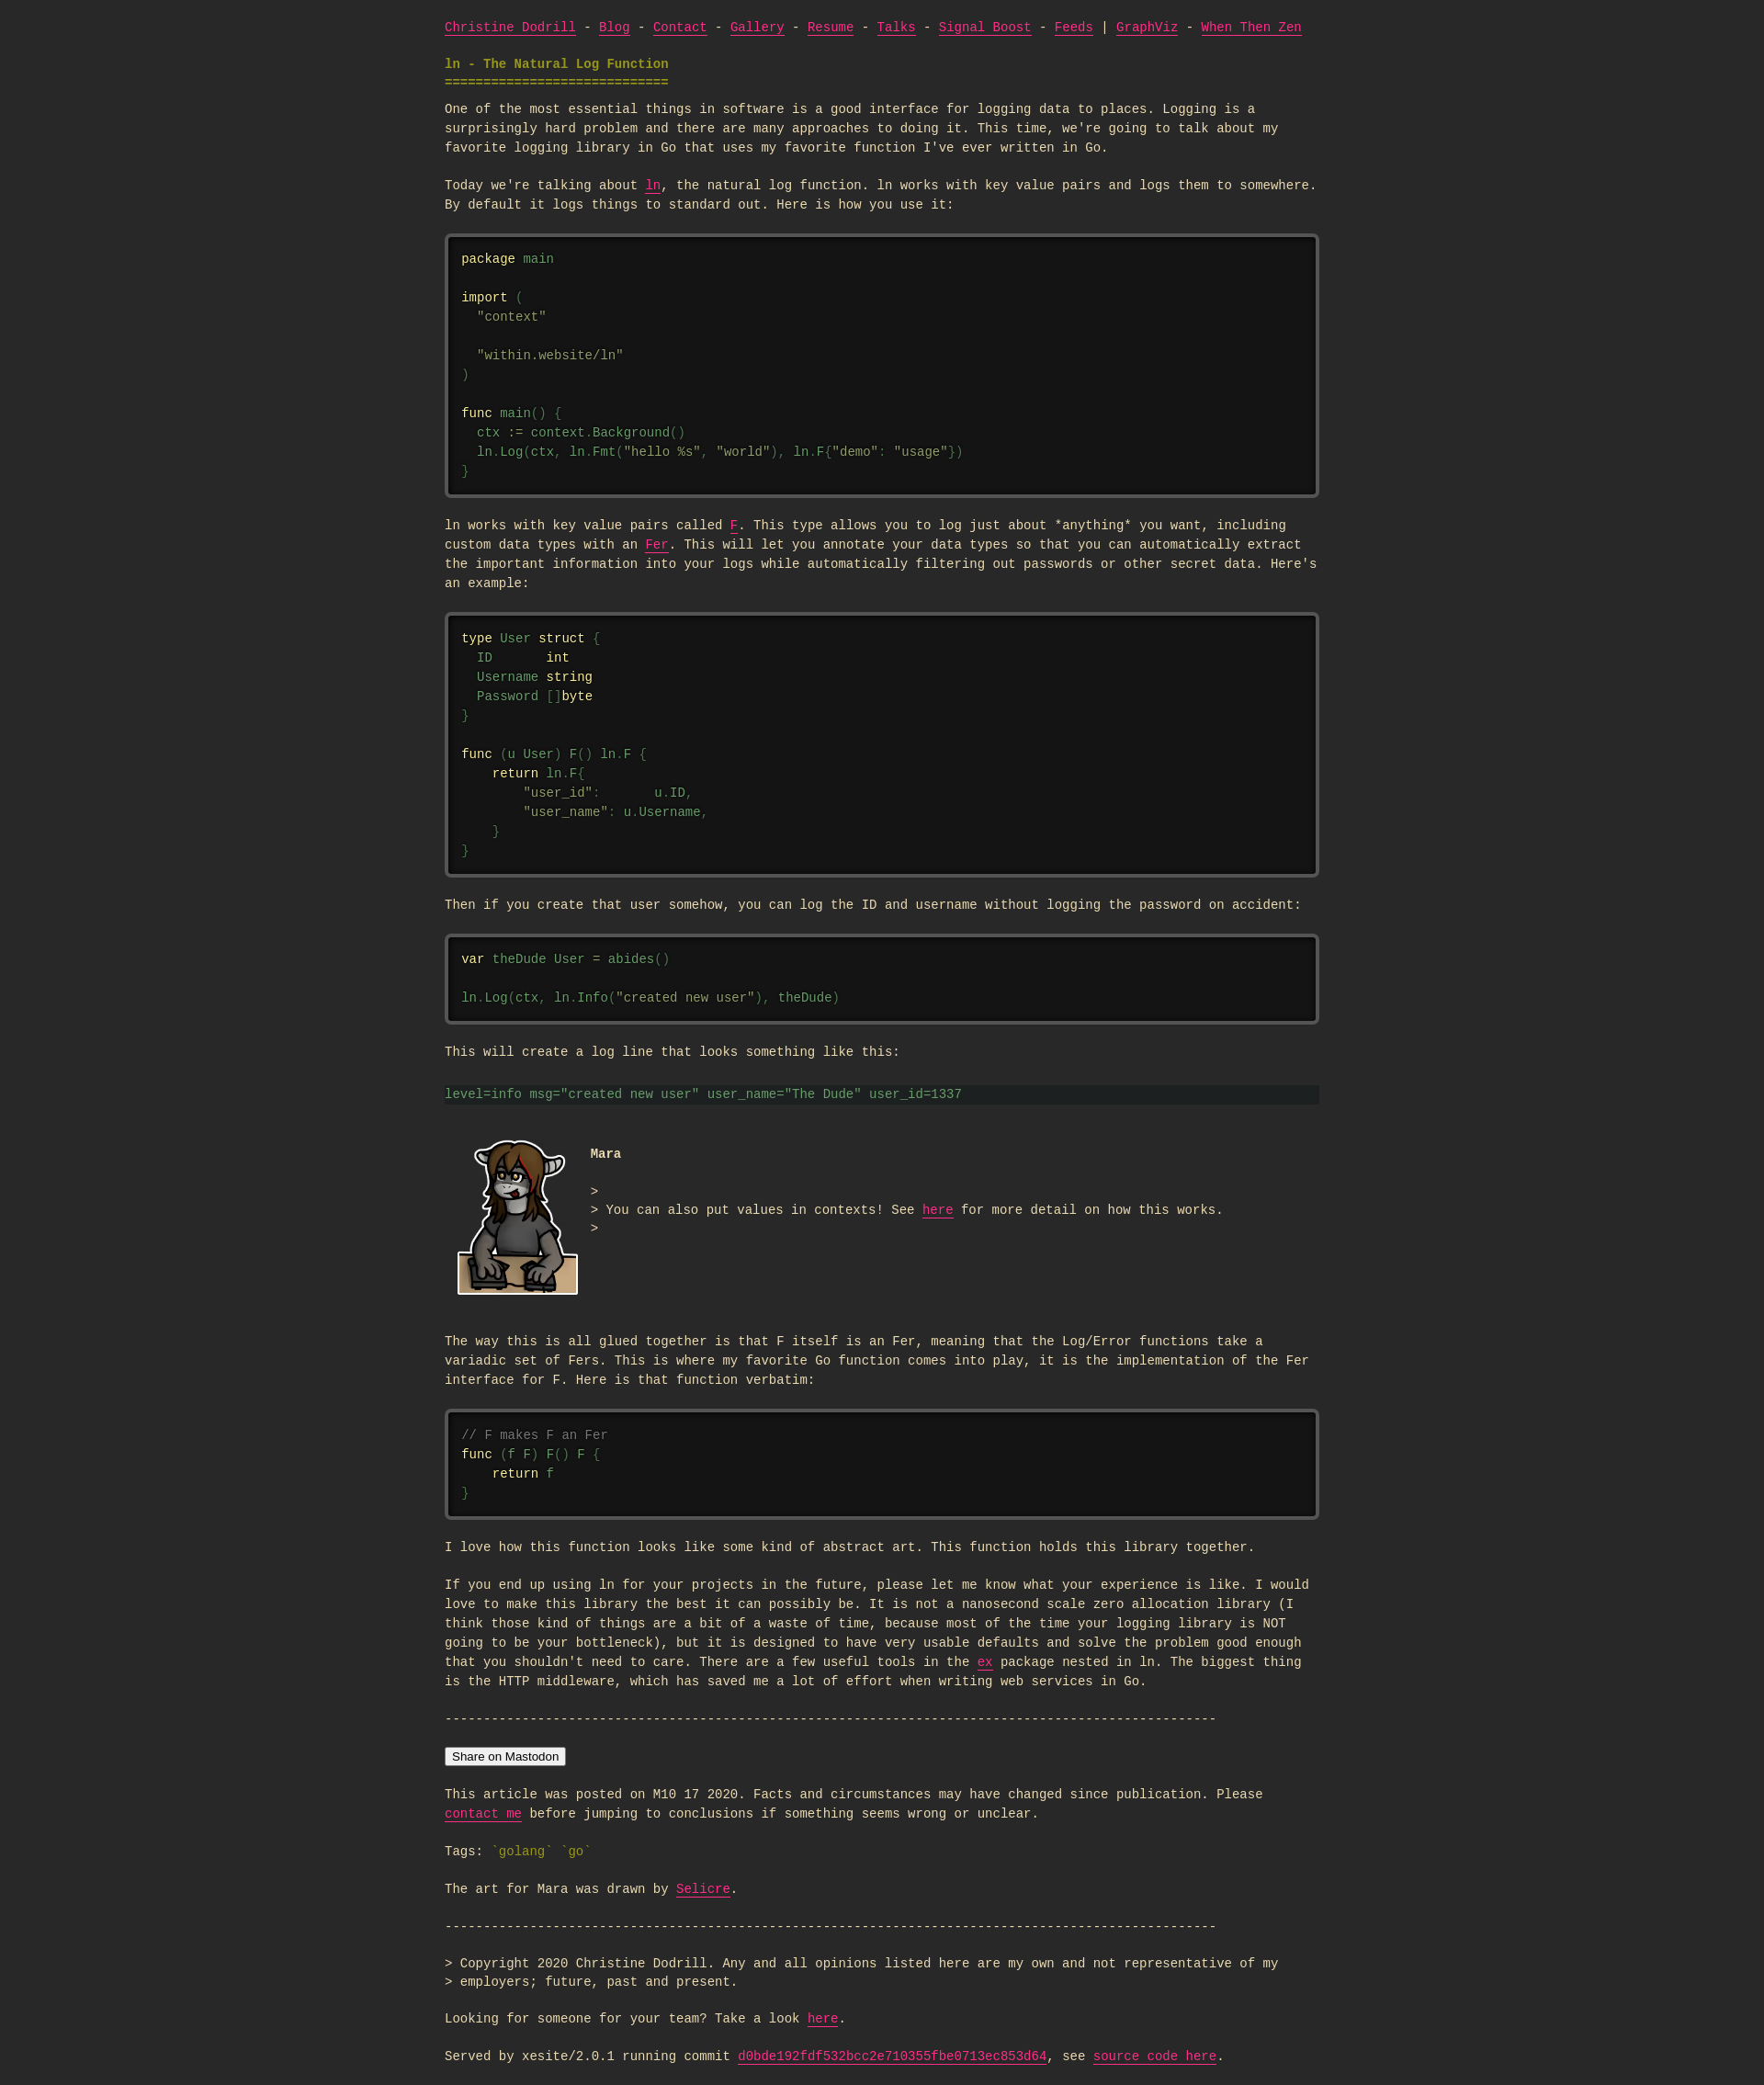 Christine Dodrill - Blog - Contact - Gallery - Resume - Talks - Signal Boost - Feeds | GraphViz - When Then Zen
ln - The Natural Log Function
=============================
One of the most essential things in software is a good interface for logging data to places. Logging is a
surprisingly hard problem and there are many approaches to doing it. This time, we're going to talk about my
favorite logging library in Go that uses my favorite function I've ever written in Go.
Today we're talking about ln, the natural log function. ln works with key value pairs and logs them to somewhere.
By default it logs things to standard out. Here is how you use it:
package main
import (
  "context"
  "within.website/ln"
)
func main() {
  ctx := context.Background()
  ln.Log(ctx, ln.Fmt("hello %s", "world"), ln.F{"demo": "usage"})
}
ln works with key value pairs called F. This type allows you to log just about *anything* you want, including
custom data types with an Fer. This will let you annotate your data types so that you can automatically extract
the important information into your logs while automatically filtering out passwords or other secret data. Here's
an example:
type User struct {
  ID       int
  Username string
  Password []byte
}
func (u User) F() ln.F {
    return ln.F{
        "user_id":       u.ID,
        "user_name": u.Username,
    }
}
Then if you create that user somehow, you can log the ID and username without logging the password on accident:
var theDude User = abides()
ln.Log(ctx, ln.Info("created new user"), theDude)
This will create a log line that looks something like this:
level=info msg="created new user" user_name="The Dude" user_id=1337
Mara
>
> You can also put values in contexts! See here for more detail on how this works.
>
The way this is all glued together is that F itself is an Fer, meaning that the Log/Error functions take a
variadic set of Fers. This is where my favorite Go function comes into play, it is the implementation of the Fer
interface for F. Here is that function verbatim:
// F makes F an Fer
func (f F) F() F {
    return f
}
I love how this function looks like some kind of abstract art. This function holds this library together.
If you end up using ln for your projects in the future, please let me know what your experience is like. I would
love to make this library the best it can possibly be. It is not a nanosecond scale zero allocation library (I
think those kind of things are a bit of a waste of time, because most of the time your logging library is NOT
going to be your bottleneck), but it is designed to have very usable defaults and solve the problem good enough
that you shouldn't need to care. There are a few useful tools in the ex package nested in ln. The biggest thing
is the HTTP middleware, which has saved me a lot of effort when writing web services in Go.
----------------------------------------------------------------------------------------------------
Share on Mastodon
This article was posted on M10 17 2020. Facts and circumstances may have changed since publication. Please
contact me before jumping to conclusions if something seems wrong or unclear.
Tags: `golang` `go`
The art for Mara was drawn by Selicre.
----------------------------------------------------------------------------------------------------
> Copyright 2020 Christine Dodrill. Any and all opinions listed here are my own and not representative of my
> employers; future, past and present.
Looking for someone for your team? Take a look here.
Served by xesite/2.0.1 running commit d0bde192fdf532bcc2e710355fbe0713ec853d64, see source code here.